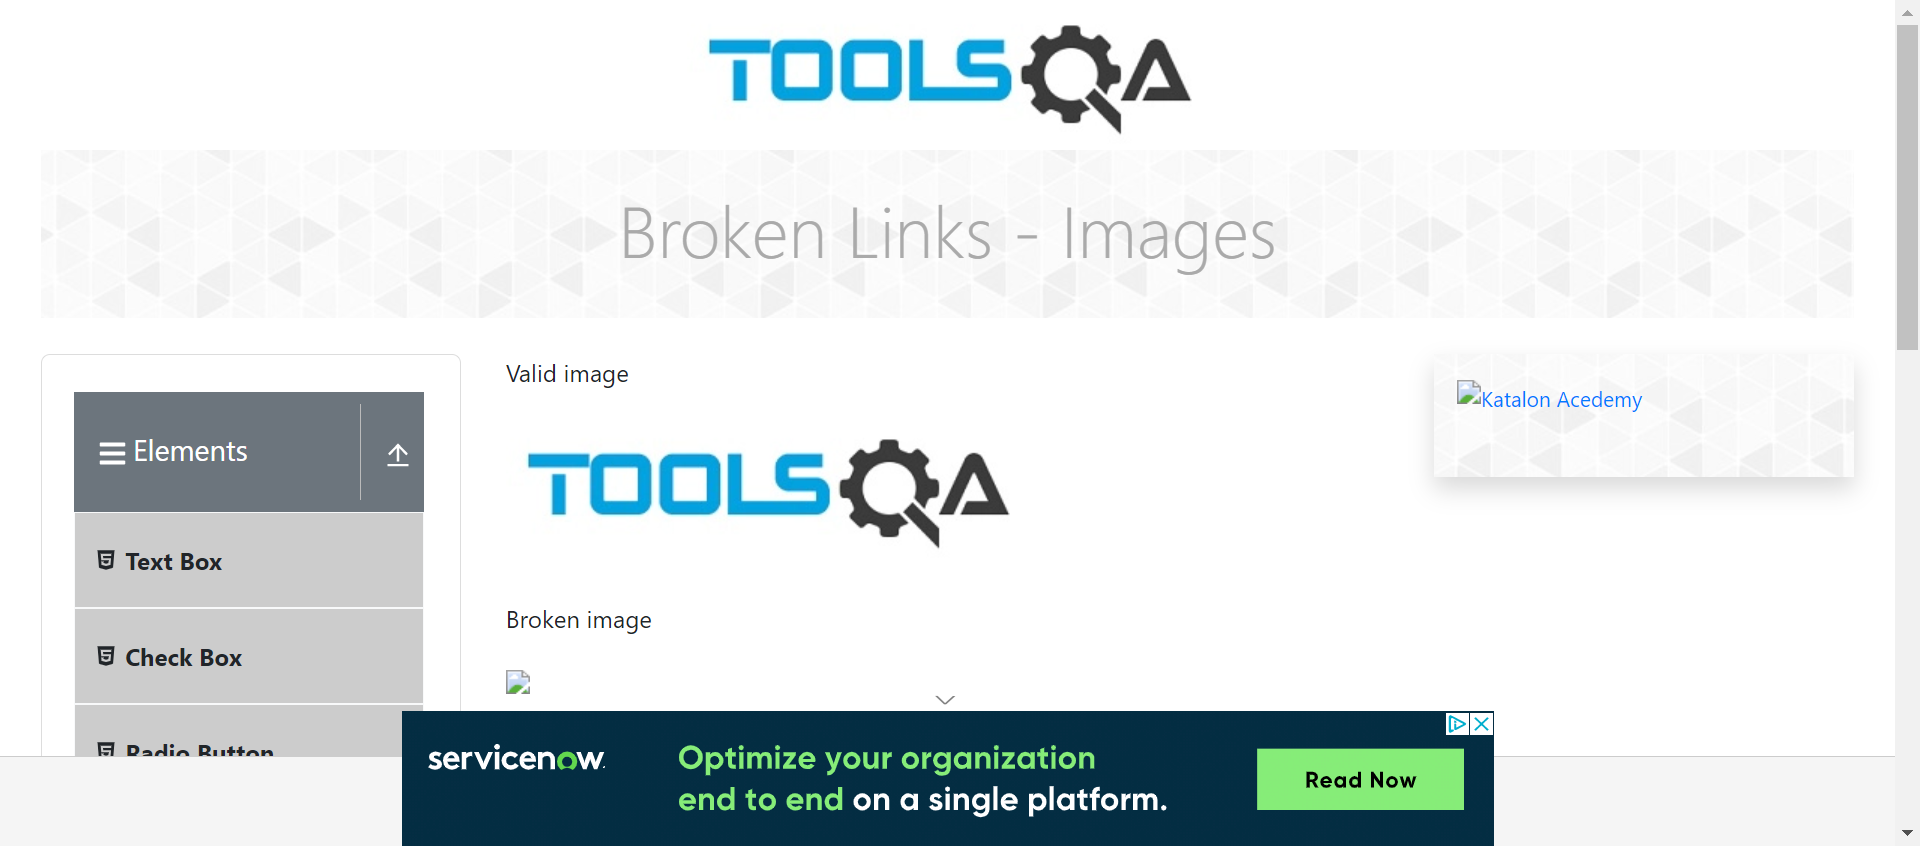 TOOLSQA
Broken Links - Images
Elements
Text Box
Check Box
Radio Button
Valid image
TOOLSQA
Broken image
Katalon Acedemy
servicenow.
Optimize your organization
end to end on a single platform.
Read Now